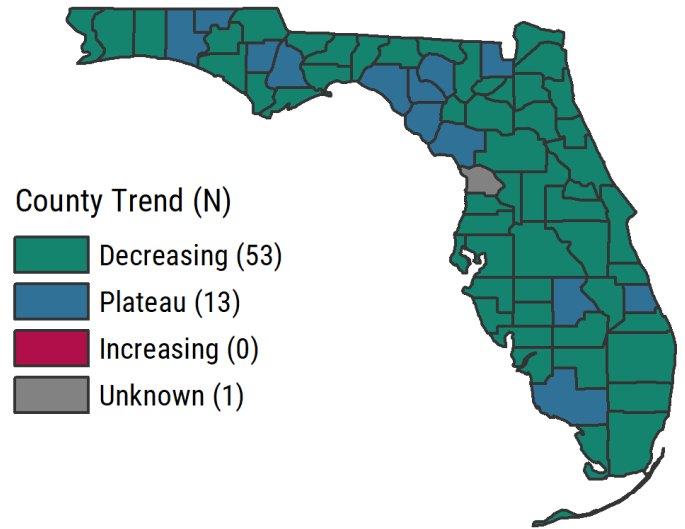 County Trend (N)
Decreasing (53)
Plateau (13)
Increasing (0)
Unknown (1)